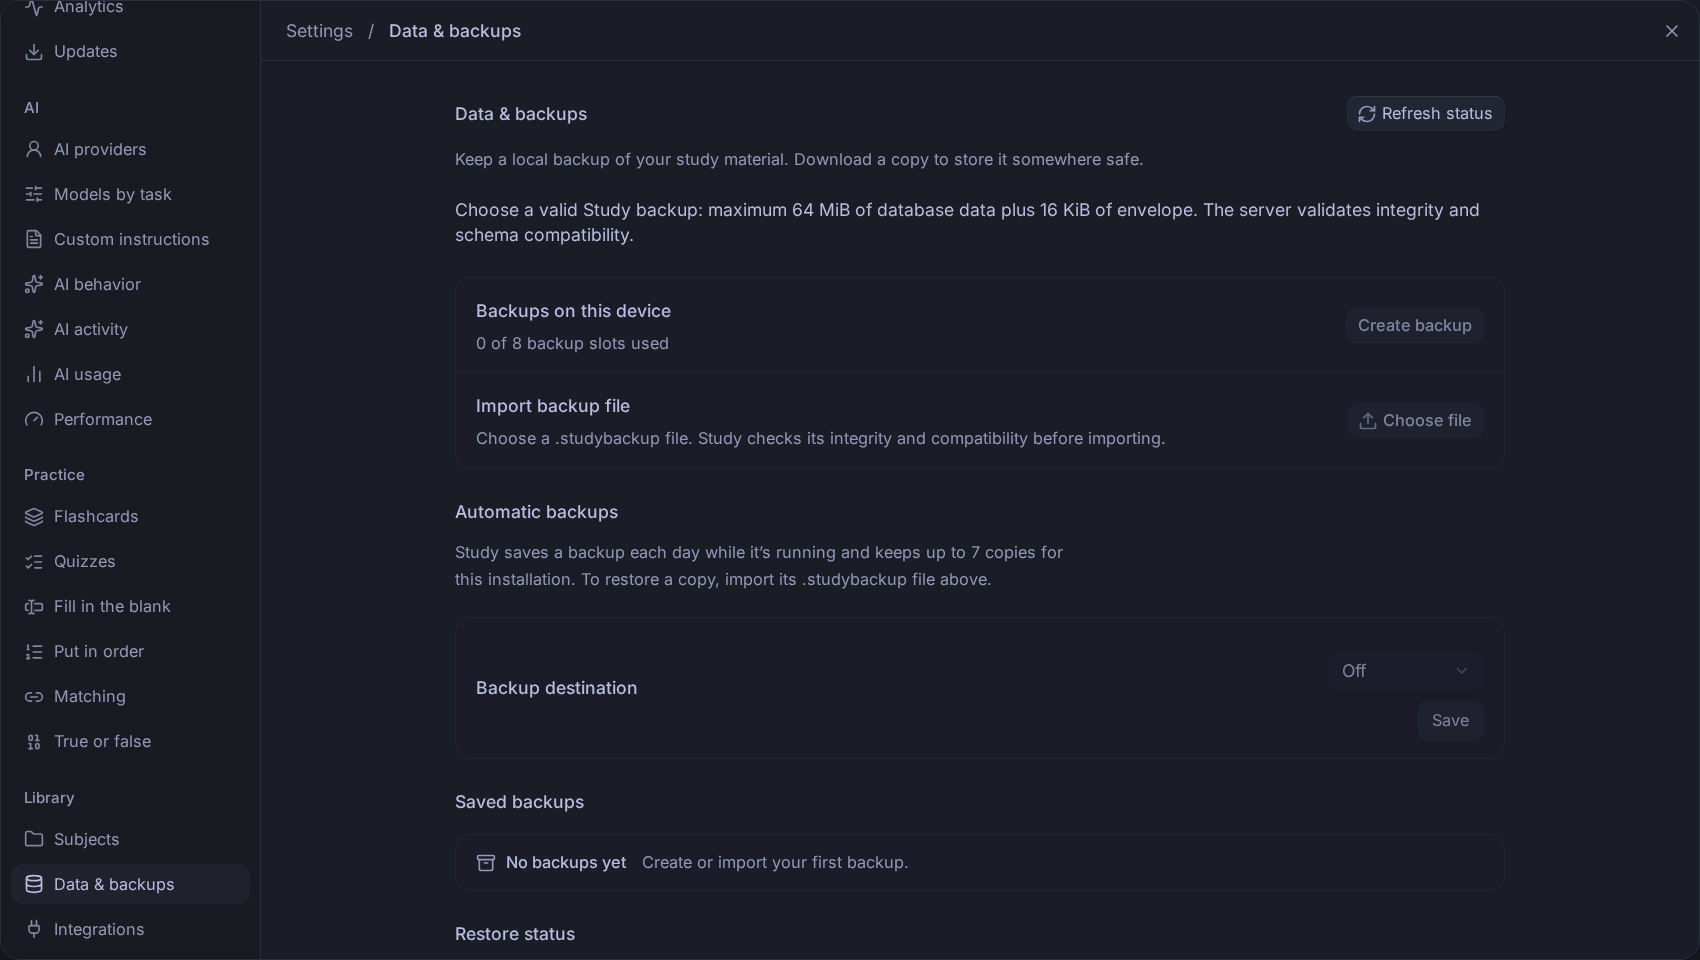 Analytics
Updates
AI
AI providers
Models by task
Custom instructions
AI behavior
AI activity
AI usage
Performance
Practice
Flashcards
Quizzes
Fill in the blank
Put in order
Matching
True or false
Library
Subjects
Data & backups
Integrations
Settings / Data & backups
Data & backups
Refresh status
Keep a local backup of your study material. Download a copy to store it somewhere safe.
Choose a valid Study backup: maximum 64 MiB of database data plus 16 KiB of envelope. The server validates integrity and
schema compatibility.
Backups on this device
0 of 8 backup slots used
Create backup
Import backup file
Choose a .studybackup file. Study checks its integrity and compatibility before importing.
Choose file
Automatic backups
Study saves a backup each day while it’s running and keeps up to 7 copies for
this installation. To restore a copy, import its .studybackup file above.
Backup destination
Off
Save
Saved backups
No backups yet Create or import your first backup.
Restore status